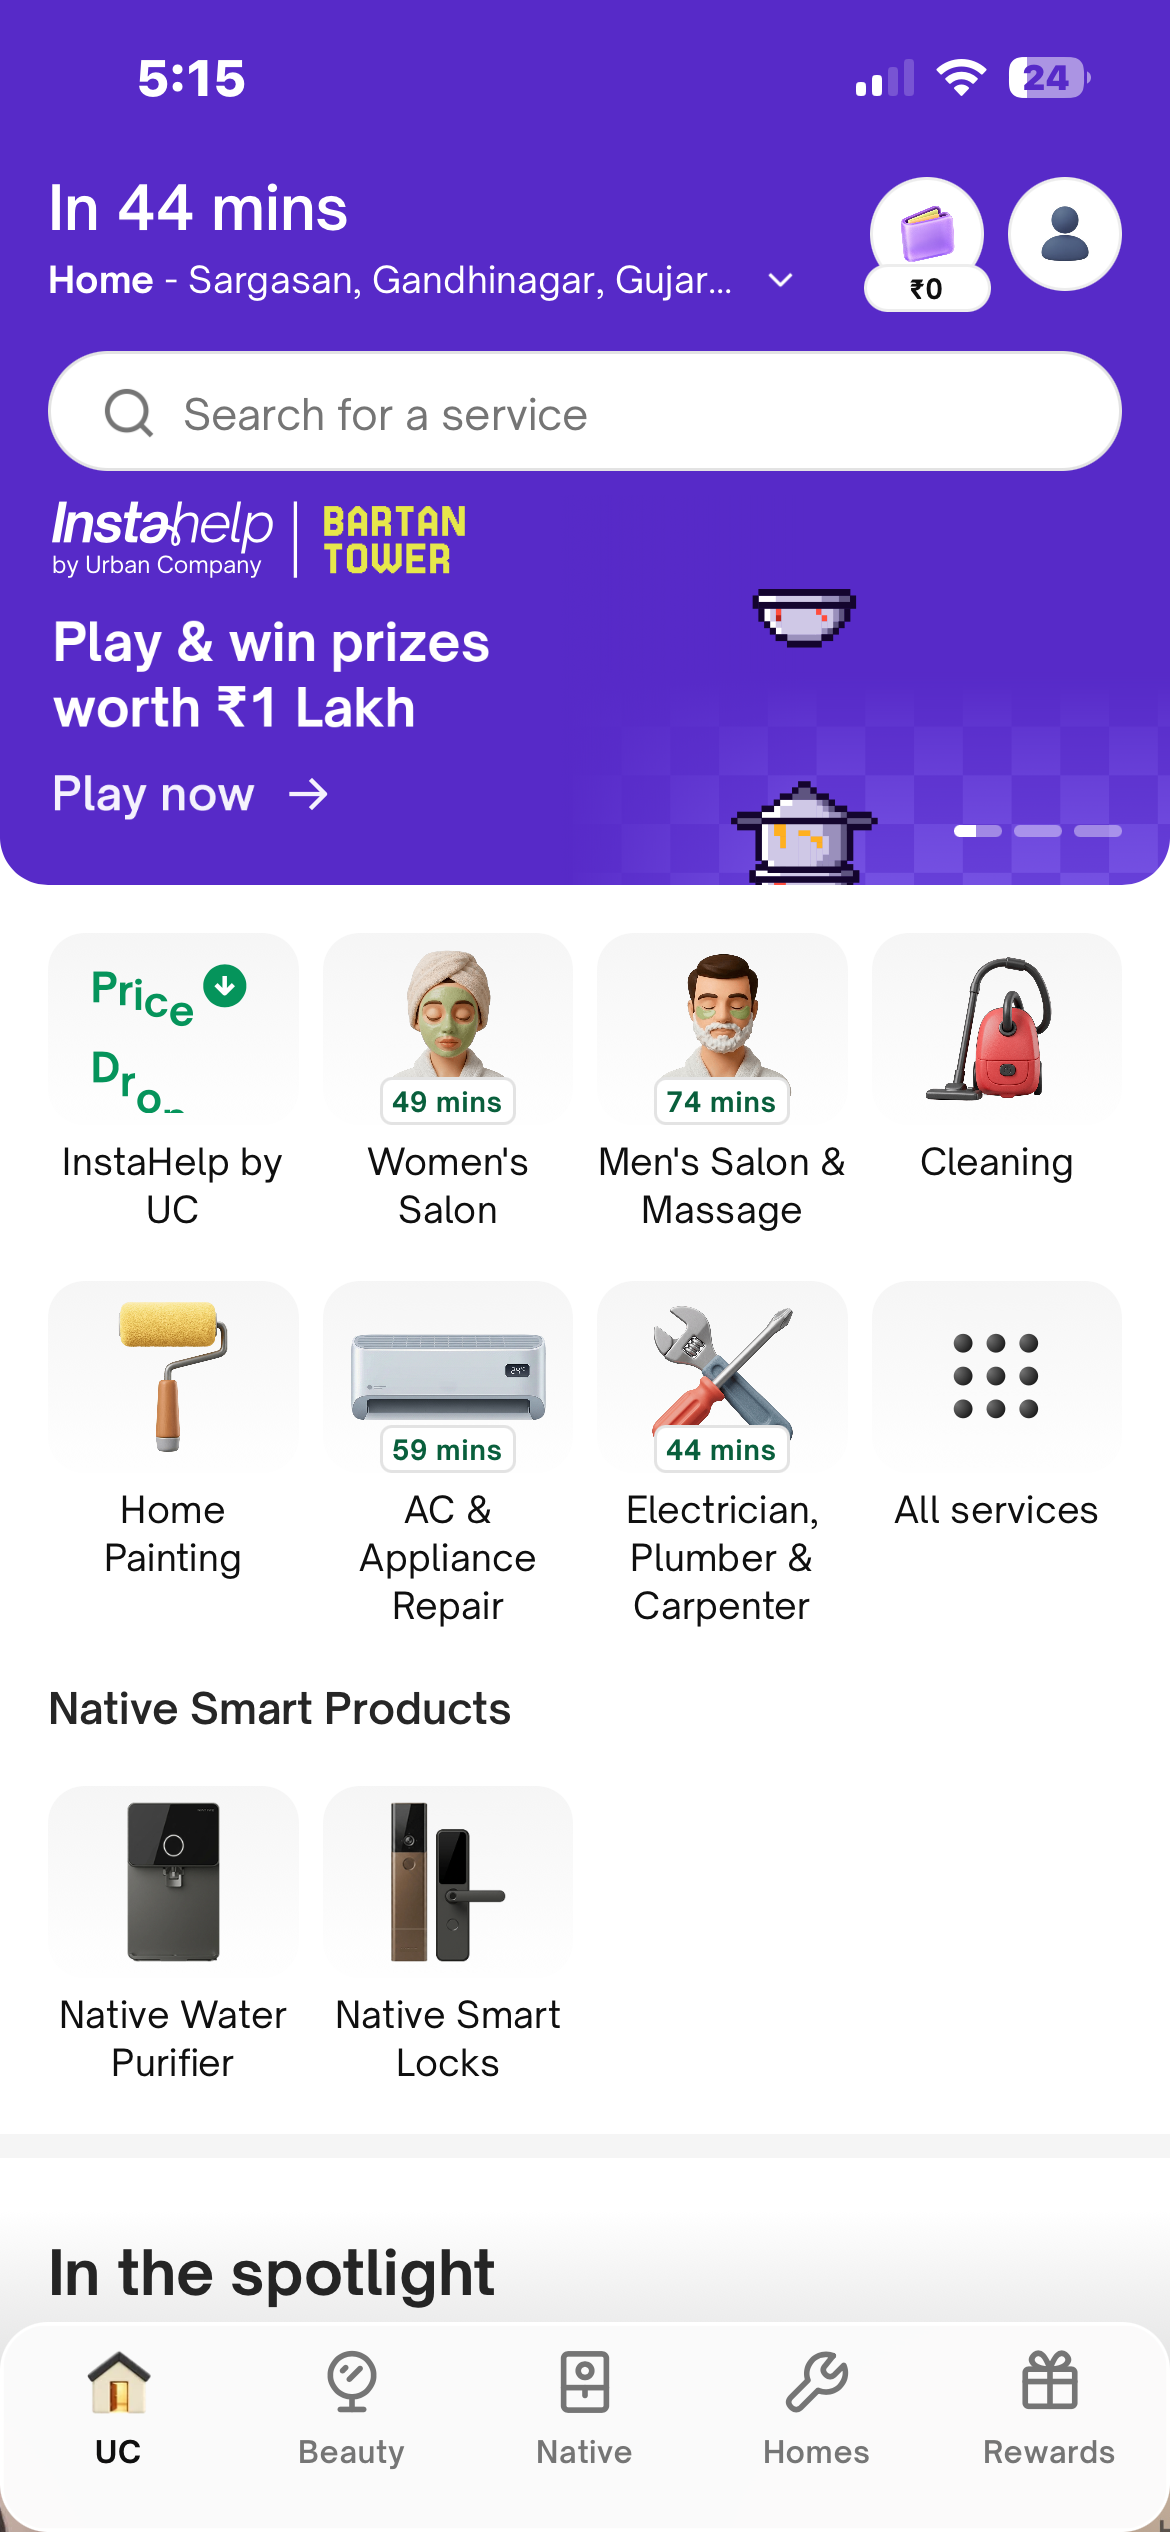 5:15
24
In 44 mins
Home - Sargasan, Gandhinagar, Gujar...
₹0
Search for a service
Instahelp
by Urban Company
BARTAN
TOWER
Play & win prizes
worth ₹1 Lakh
Play now →
Price
Drop
InstaHelp by
UC
49 mins
Women's
Salon
74 mins
Men's Salon &
Massage
Cleaning
Home
Painting
24°C
59 mins
AC &
Appliance
Repair
44 mins
Electrician,
Plumber &
Carpenter
All services
Native Smart Products
Native Water
Purifier
Native Smart
Locks
In the spotlight
UC
Beauty
Native
Homes
Rewards